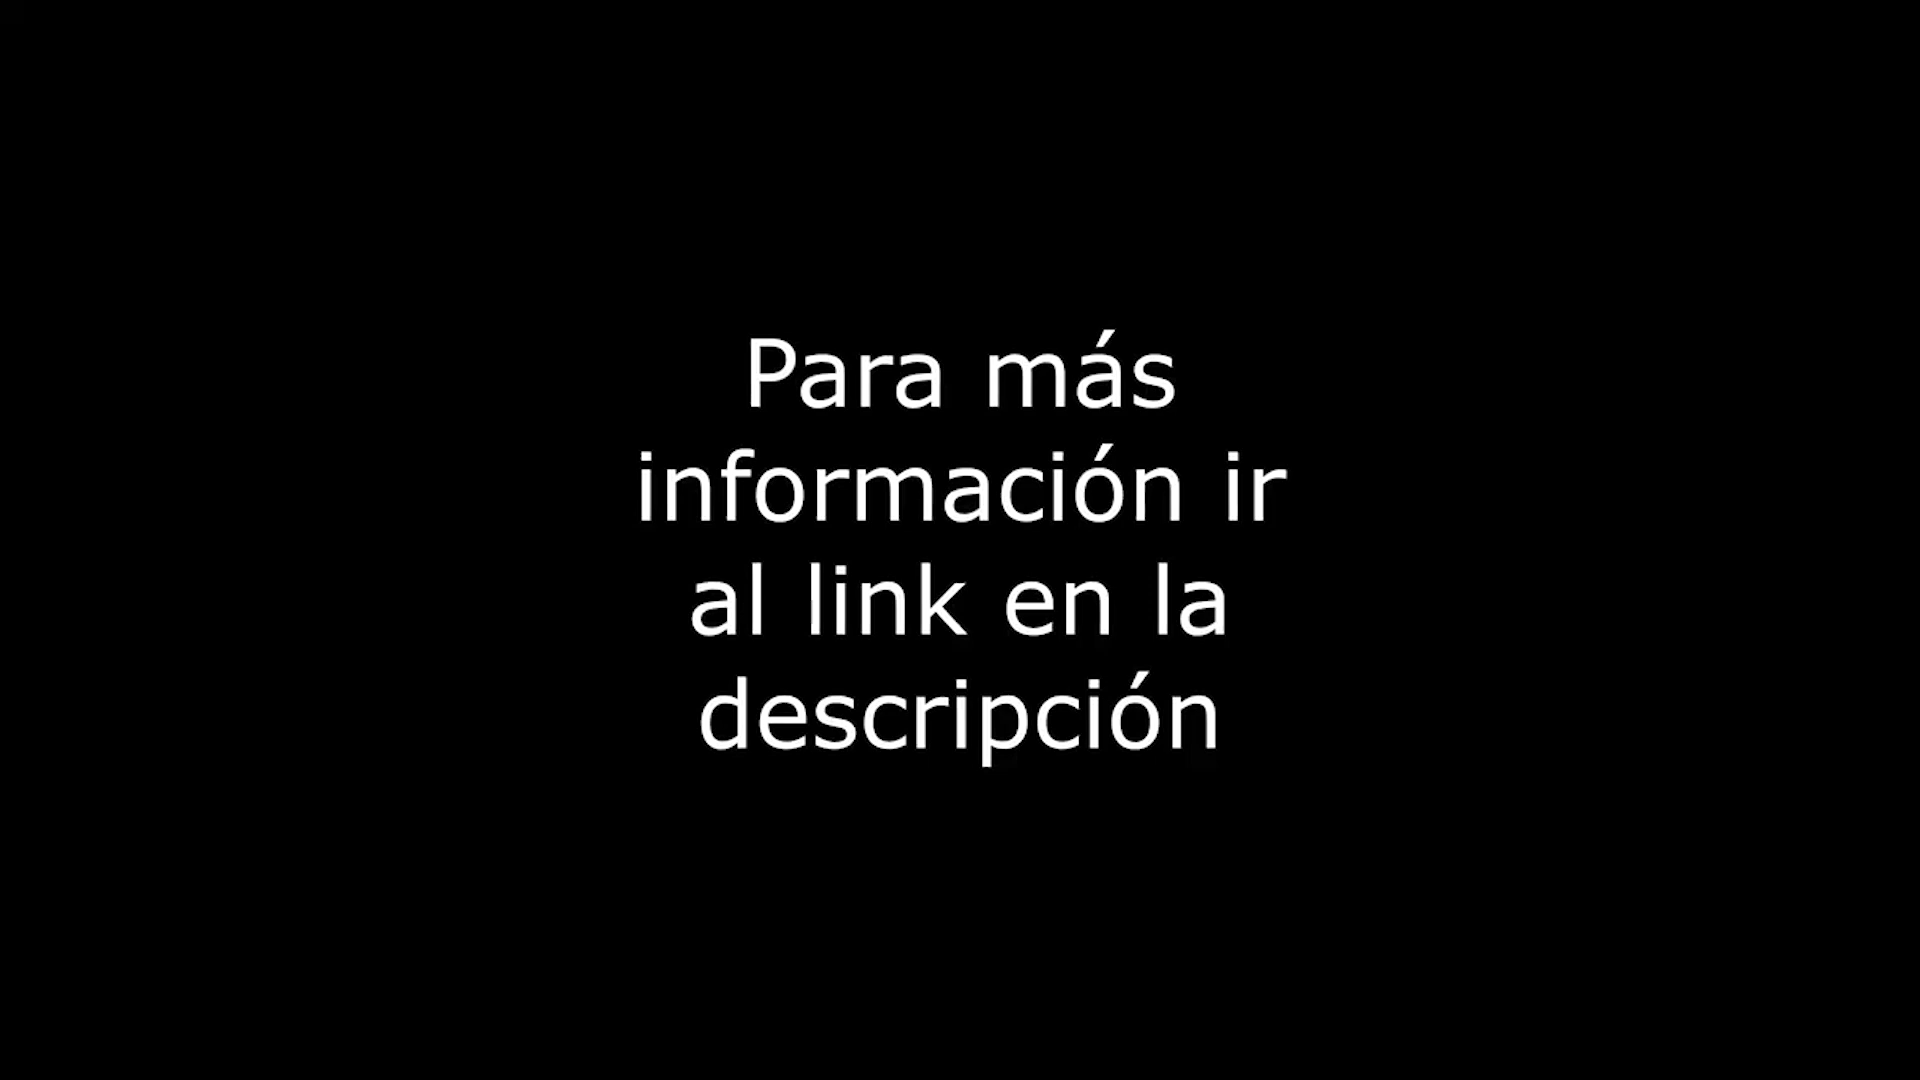 Para más
información ir
al link en la
descripción